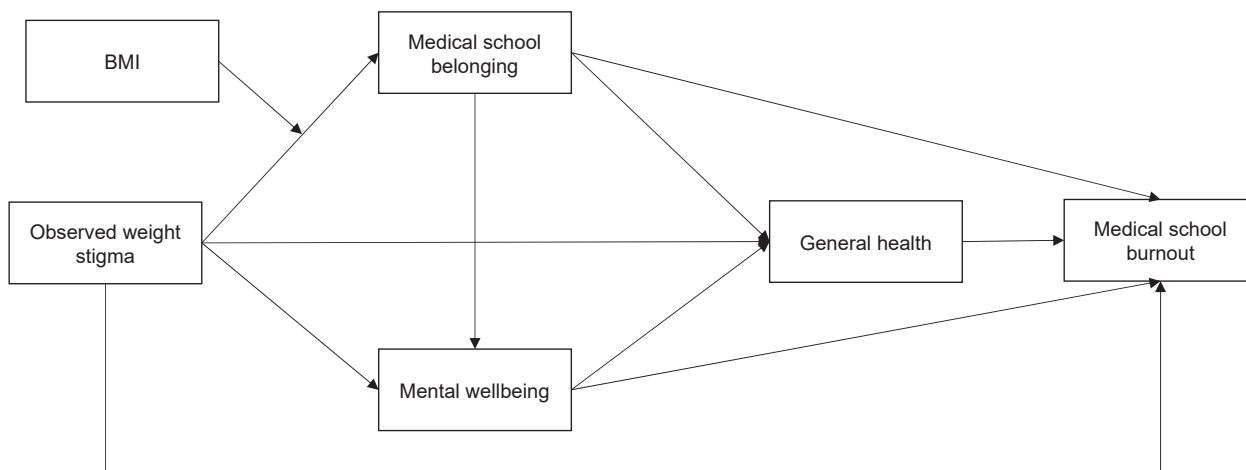 BMI
Medical school
belonging
Observed weight
stigma
General health
Medical school
burnout
Mental wellbeing